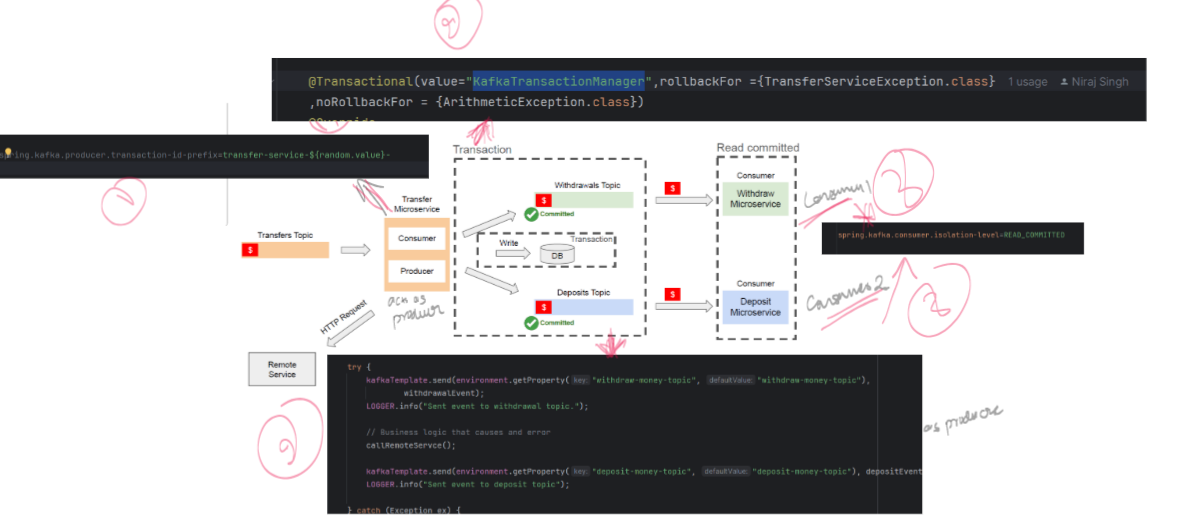 @Transactional(value="KafkaTransactionManager",rollbackFor ={TransferServiceException.class} 1 usage Niraj Singh
,noRollbackFor = {ArithmeticException.class})
spring.kafka.producer.transaction-id-prefix=transfer-service-${random.value}-
1
Transaction
Read committed
Transfer
Microservice
Consumer
Producer
Transfers Topic
$
Withdrawals Topic
$
Committed
Write
Transaction
DB
Deposits Topic
$
Committed
$
$
Consumer
Withdraw
Microservice
Consumer
Deposit
Microservice
Consumer 1
3
spring.kafka.consumer.isolation-level=READ_COMMITTED
Consumer 2
3
acn as
producer
HTTP Request
Remote
Service
2
try {
kafkaTemplate.send(environment.getProperty( key: "withdraw-money-topic", defaultValue: "withdraw-money-topic"),
withdrawalEvent);
LOGGER.info("Sent event to withdrawal topic.");
// Business logic that causes and error
callRemoteServce();
kafkaTemplate.send(environment.getProperty( key: "deposit-money-topic", defaultValue: "deposit-money-topic"), depositEvent
LOGGER.info("Sent event to deposit topic");
} catch (Exception ex) {
as producre